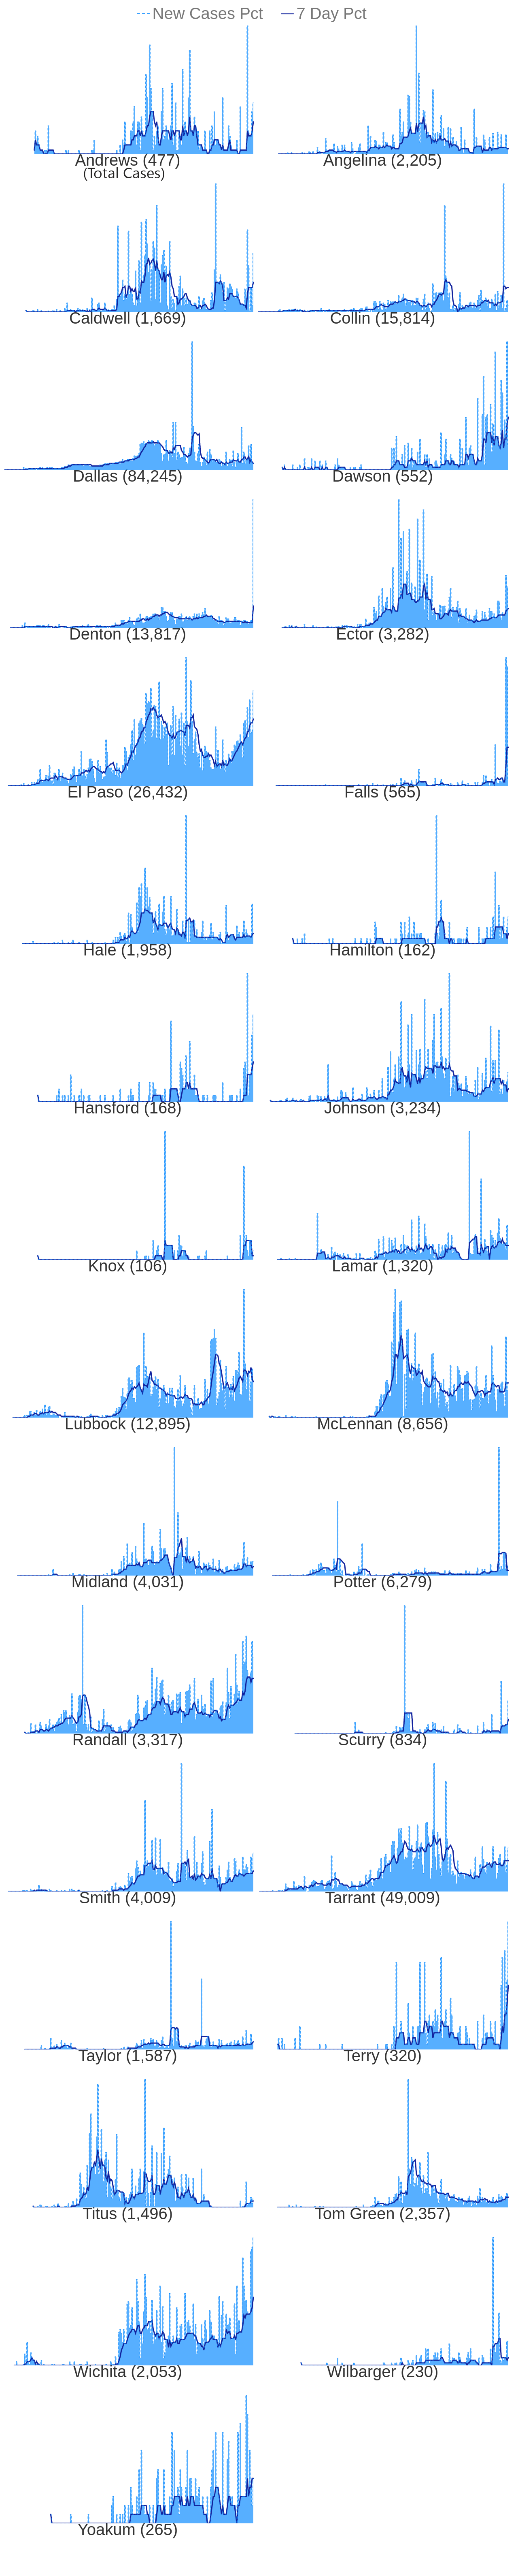 New Cases Pct 7 Day Pct
Andrews (477) Angelina (2,205)
(Total Cases)
Caldwell (1,669) Collin (15,814)
Dallas (84,245) Dawson (552)
Denton (13,817) Ector (3,282)
El Paso (26,432) Falls (565)
Hale (1,958) Hamilton (162)
Hansford (168) Johnson (3,234)
Knox (106) Lamar (1,320)
Lubbock (12,895) McLennan (8,656)
Midland (4,031) Potter (6,279)
Randall (3,317) Scurry (834)
Smith (4,009) Tarrant (49,009)
Taylor (1,587) Terry (320)
Titus (1,496) Tom Green (2,357)
Wichita (2,053) Wilbarger (230)
Yoakum (265)